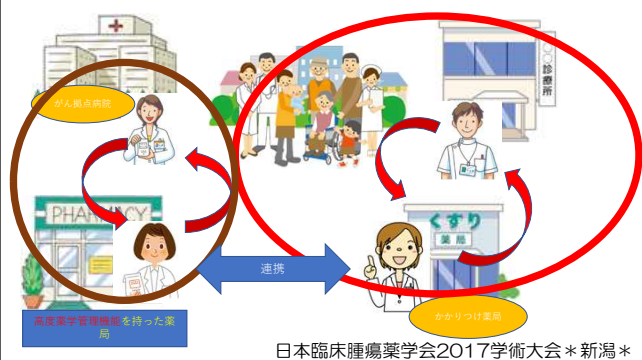 がん拠点病院
〇〇診療所
PHARMACY
くすり
薬局
連携
高度薬学管理機能を持った薬
局
かかりつけ薬局
日本臨床腫瘍薬学会2017学術大会＊新潟＊